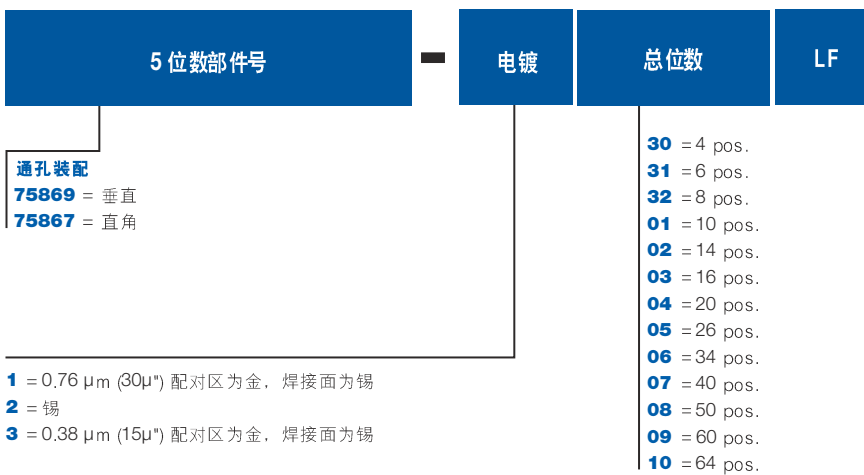 5 位数部件号 - 电镀 总位数 LF
通孔装配
75869 = 垂直
75867 = 直角
30 =4 pos.
31 =6 pos.
32 =8 pos.
01 =10 pos.
02 =14 pos.
03 =16 pos.
04 =20 pos.
05 =26 pos.
06 =34 pos.
07 =40 pos.
08 =50 pos.
09 =60 pos.
10 =64 pos.
1 =0.76 µm (30µ") 配对区为金，焊接面为锡
2 =锡
3 =0.38 µm (15µ") 配对区为金，焊接面为锡